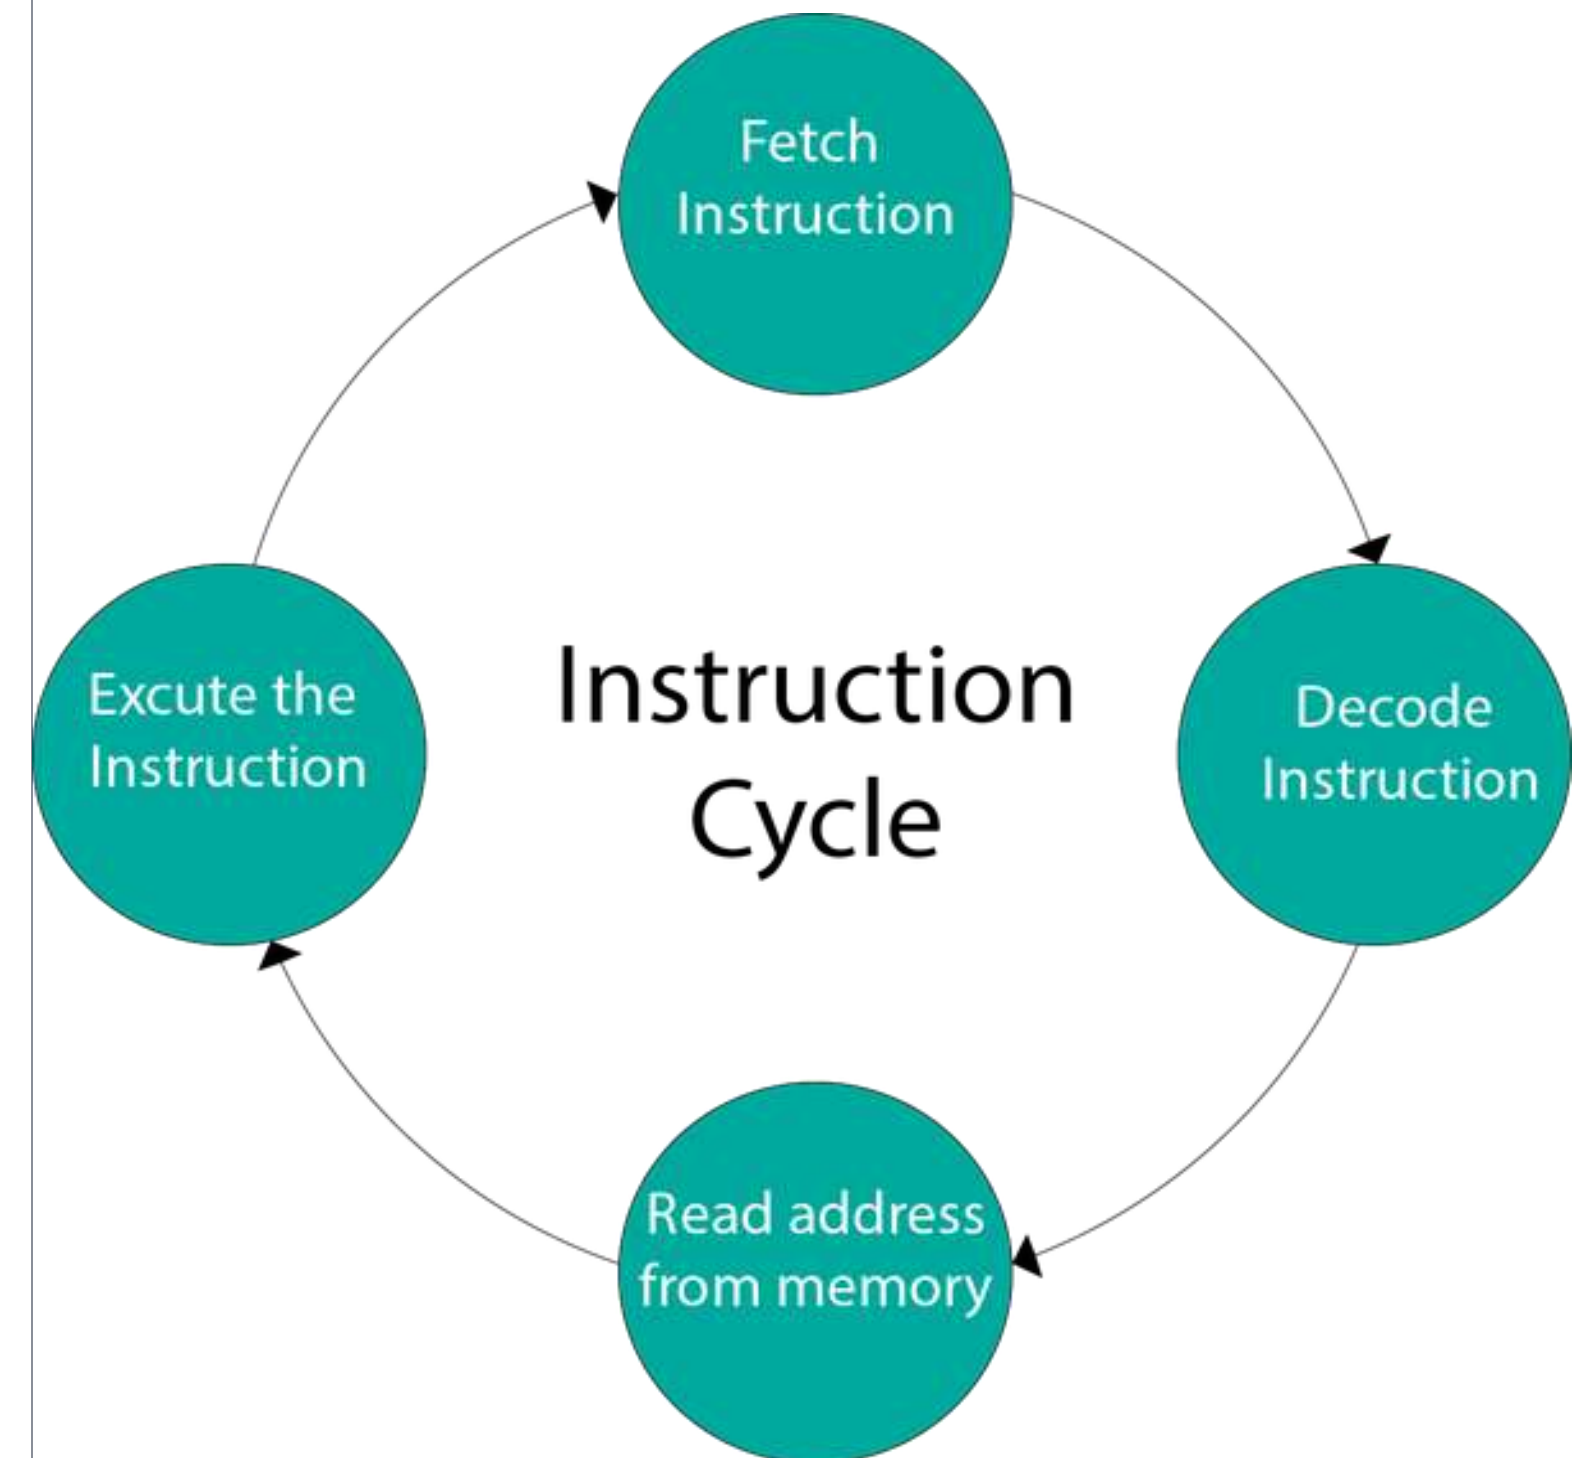 Fetch
Instruction
Decode
Instruction
Read address
from memory
Excute the
Instruction
Instruction
Cycle